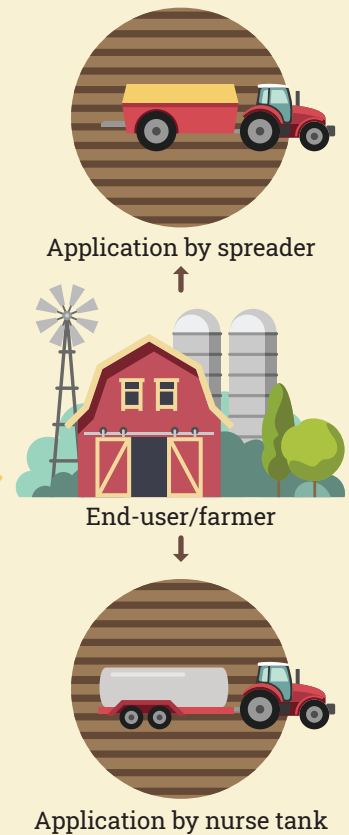 Application by spreader
End-user/farmer
Application by nurse tank